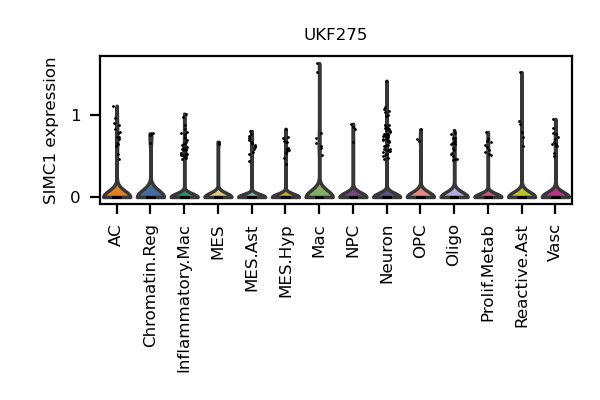 UKF275
SIMC1 expression
1
0
AC
Chromatin.Reg
Inflammatory.Mac
MES
MES.Ast
MES.Hyp
Mac
NPC
Neuron
OPC
Oligo
Prolif.Metab
Reactive.Ast
Vasc